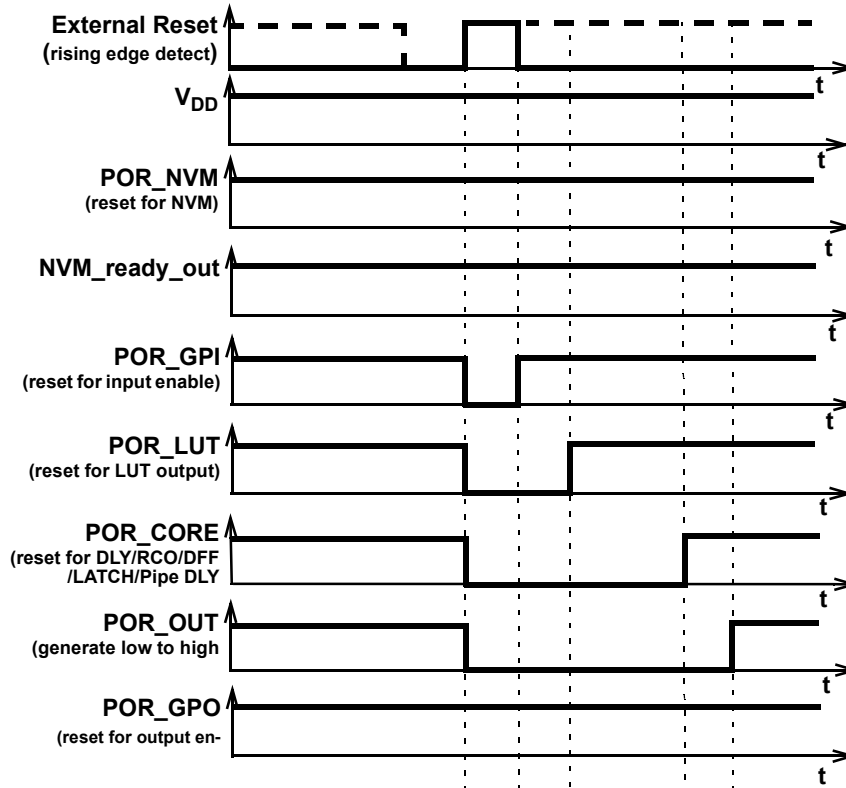 External Reset
(rising edge detect)
t
VDD
t
POR_NVM
(reset for NVM)
t
NVM_ready_out
t
POR_GPI
(reset for input enable)
t
POR_LUT
(reset for LUT output)
t
POR_CORE
(reset for DLY/RCO/DFF
/LATCH/Pipe DLY
t
POR_OUT
(generate low to high
t
POR_GPO
(reset for output en-
t